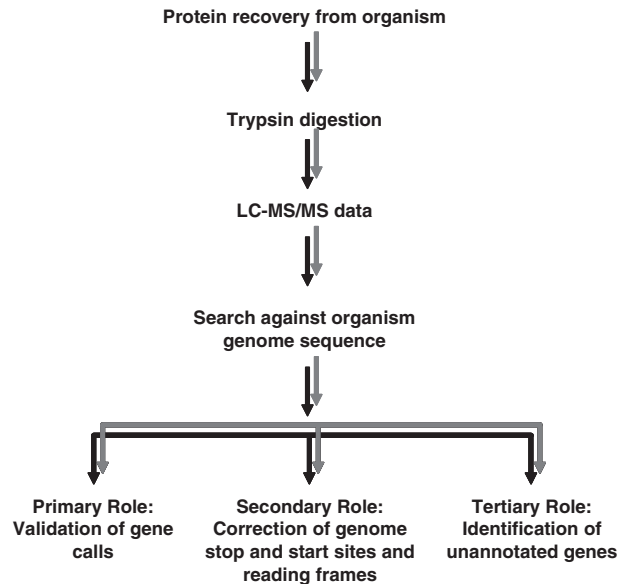 Protein recovery from organism
Trypsin digestion
LC-MS/MS data
Search against organism
genome sequence
Primary Role:
Validation of gene
calls
Secondary Role:
Correction of genome
stop and start sites and
reading frames
Tertiary Role:
Identification of
unannotated genes